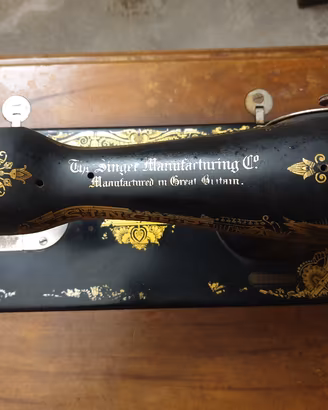 The Singer Manufacturing Co.
Manufactured in Great Britain.